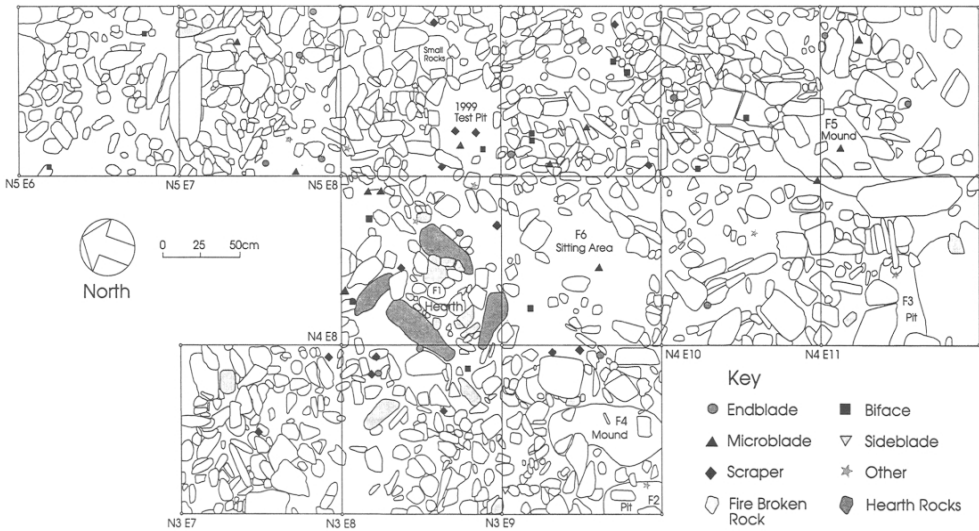 Small
Rocks
1999
Test Pit
F5
Mound
N5 E6
N5 E7
N5 E8
F6
Sitting Area
F1
Hearth
F3
Pit
North
0 25 50cm
N4 E8
N4 E10
N4 E11
F4
Mound
F2
Pit
N3 E7
N3 E8
N3 E9
Key
Endblade
Biface
Microblade
Sideblade
Scraper
Other
Fire Broken
Rock
Hearth Rocks